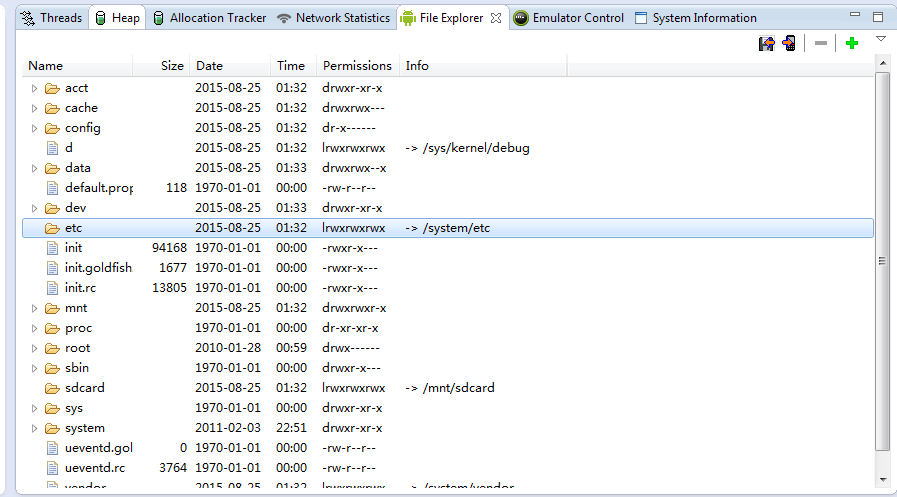 Threads Heap Allocation Tracker Network Statistics File Explorer Emulator Control System Information
Name Size Date Time Permissions Info
acct 2015-08-25 01:32 drwxr-xr-x
cache 2015-08-25 01:32 drwxrwx---
config 2015-08-25 01:32 dr-x------
d 2015-08-25 01:32 lrwxrwxrwx -> /sys/kernel/debug
data 2015-08-25 01:33 drwxrwx--x
default.prop 118 1970-01-01 00:00 -rw-r--r--
dev 2015-08-25 01:33 drwxr-xr-x
etc 2015-08-25 01:32 lrwxrwxrwx -> /system/etc
init 94168 1970-01-01 00:00 -rwxr-x---
init.goldfish. 1677 1970-01-01 00:00 -rwxr-x---
init.rc 13805 1970-01-01 00:00 -rwxr-x---
mnt 2015-08-25 01:32 drwxrwxr-x
proc 1970-01-01 00:00 dr-xr-xr-x
root 2010-01-28 00:59 drwx------
sbin 1970-01-01 00:00 drwxr-x---
sdcard 2015-08-25 01:32 lrwxrwxrwx -> /mnt/sdcard
sys 1970-01-01 00:00 drwxr-xr-x
system 2011-02-03 22:51 drwxr-xr-x
ueventd.gol 0 1970-01-01 00:00 -rw-r--r--
ueventd.rc 3764 1970-01-01 00:00 -rw-r--r--
vendor 2015-08-25 01:32 lrwxrwxrwx -> /system/vendor